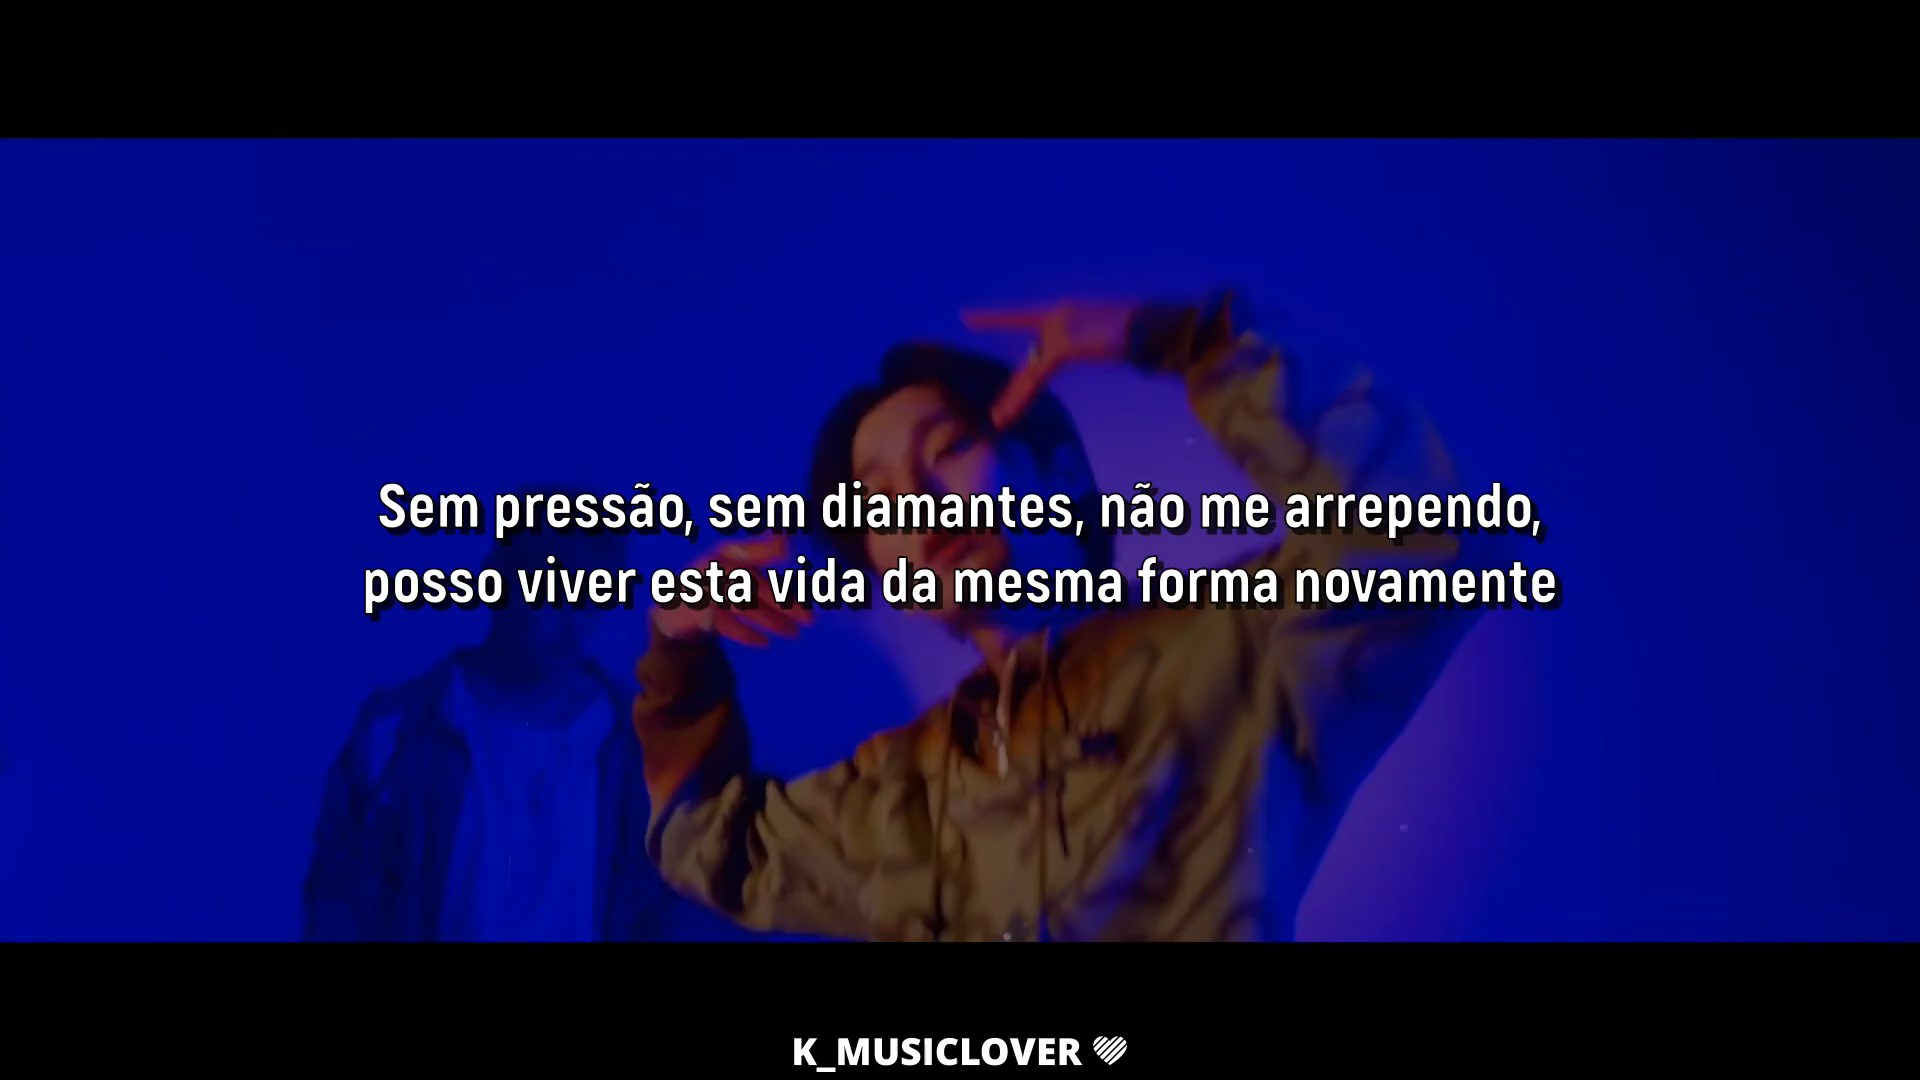 Sem pressão, sem diamantes, não me arrependo,
posso viver esta vida da mesma forma novamente
K_MUSICLOVER